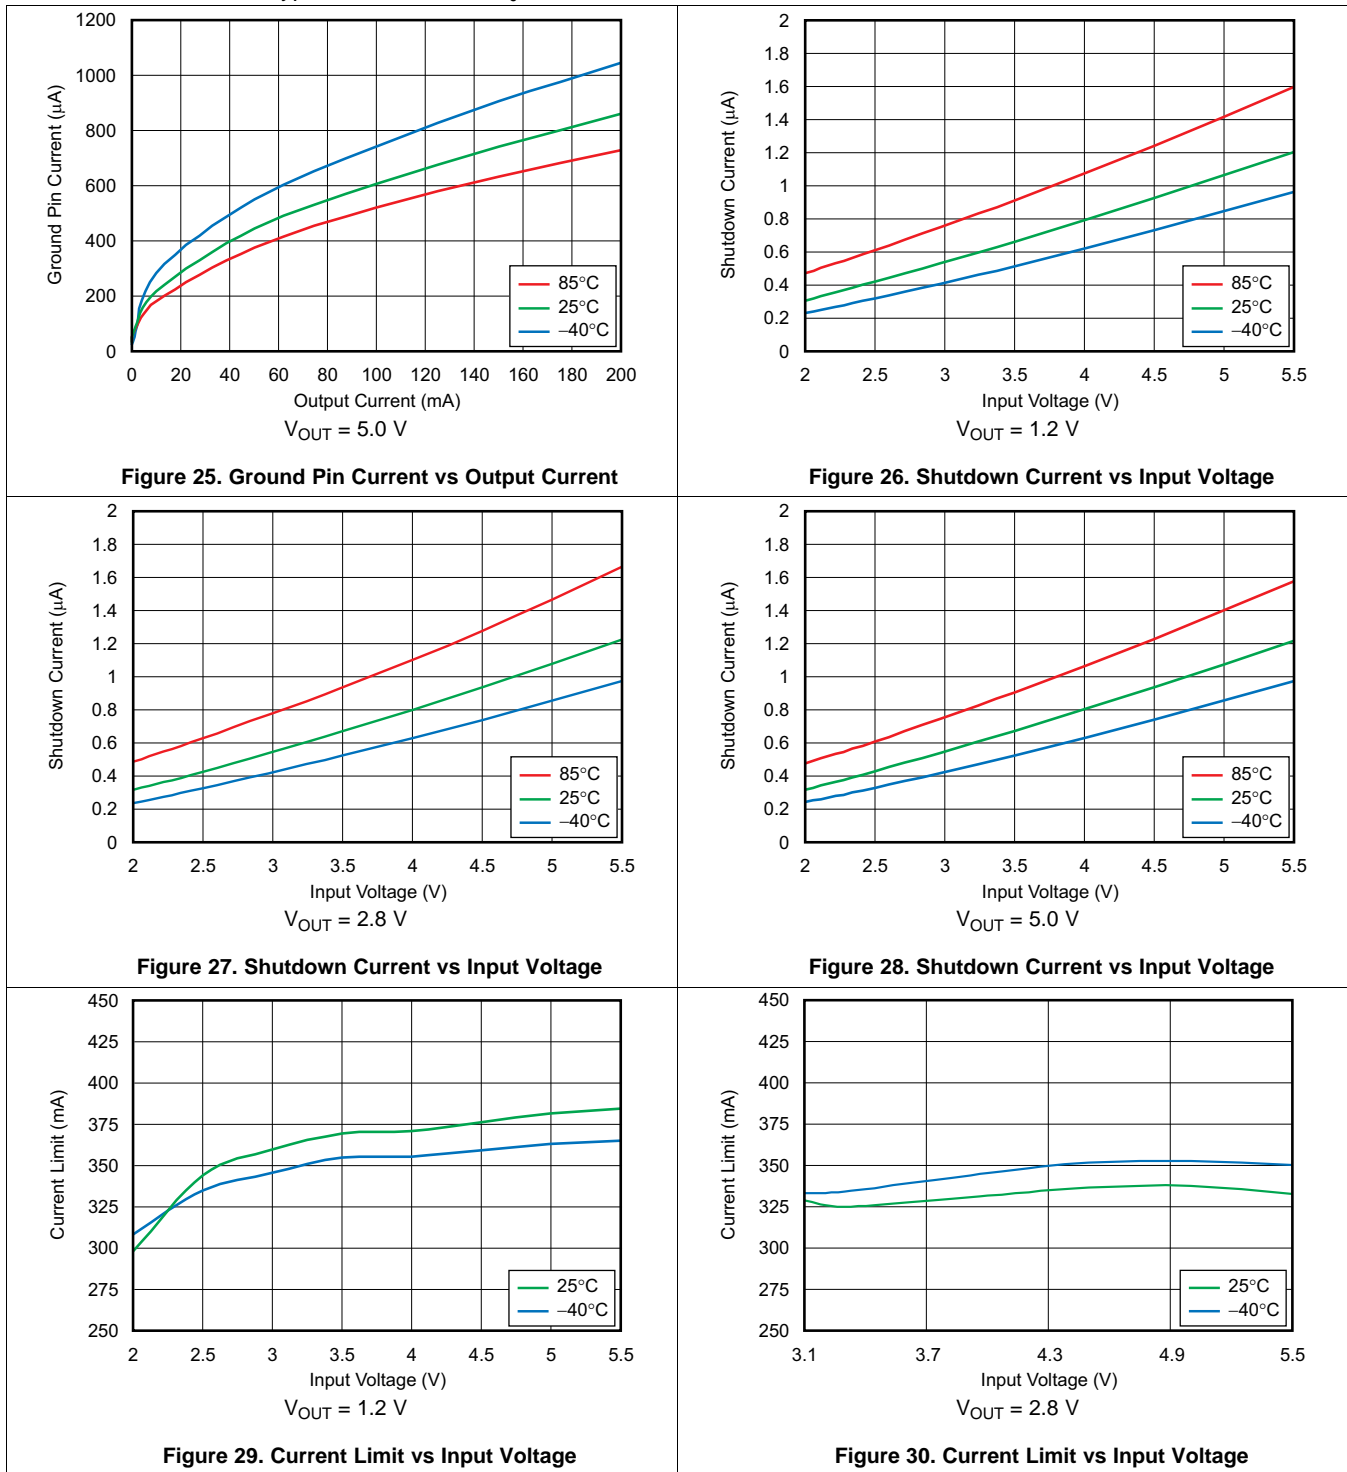 1200
1000
800
600
400
200
0
Ground Pin Current (μA)
85°C
25°C
−40°C
0 20 40 60 80 100 120 140 160 180 200
Output Current (mA)
VOUT = 5.0 V
Figure 25. Ground Pin Current vs Output Current
2
1.8
1.6
1.4
1.2
1
0.8
0.6
0.4
0.2
0
Shutdown Current (μA)
85°C
25°C
−40°C
2 2.5 3 3.5 4 4.5 5 5.5
Input Voltage (V)
VOUT = 1.2 V
Figure 26. Shutdown Current vs Input Voltage
2
1.8
1.6
1.4
1.2
1
0.8
0.6
0.4
0.2
0
Shutdown Current (μA)
85°C
25°C
−40°C
2 2.5 3 3.5 4 4.5 5 5.5
Input Voltage (V)
VOUT = 2.8 V
Figure 27. Shutdown Current vs Input Voltage
2
1.8
1.6
1.4
1.2
1
0.8
0.6
0.4
0.2
0
Shutdown Current (μA)
85°C
25°C
−40°C
2 2.5 3 3.5 4 4.5 5 5.5
Input Voltage (V)
VOUT = 5.0 V
Figure 28. Shutdown Current vs Input Voltage
450
425
400
375
350
325
300
275
250
Current Limit (mA)
25°C
−40°C
2 2.5 3 3.5 4 4.5 5 5.5
Input Voltage (V)
VOUT = 1.2 V
Figure 29. Current Limit vs Input Voltage
450
425
400
375
350
325
300
275
250
Current Limit (mA)
25°C
−40°C
3.1 3.7 4.3 4.9 5.5
Input Voltage (V)
VOUT = 2.8 V
Figure 30. Current Limit vs Input Voltage